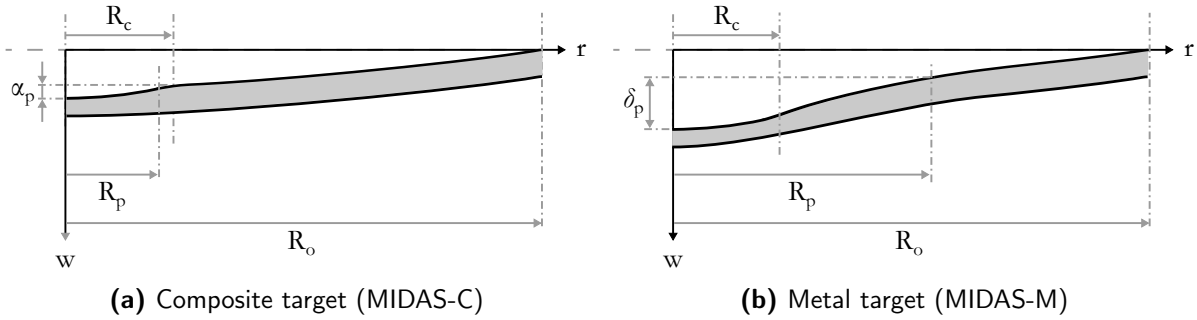 R_c
r
α_p
R_p
R_o
w
(a) Composite target (MIDAS-C)
R_c
r
δ_p
R_p
R_o
w
(b) Metal target (MIDAS-M)